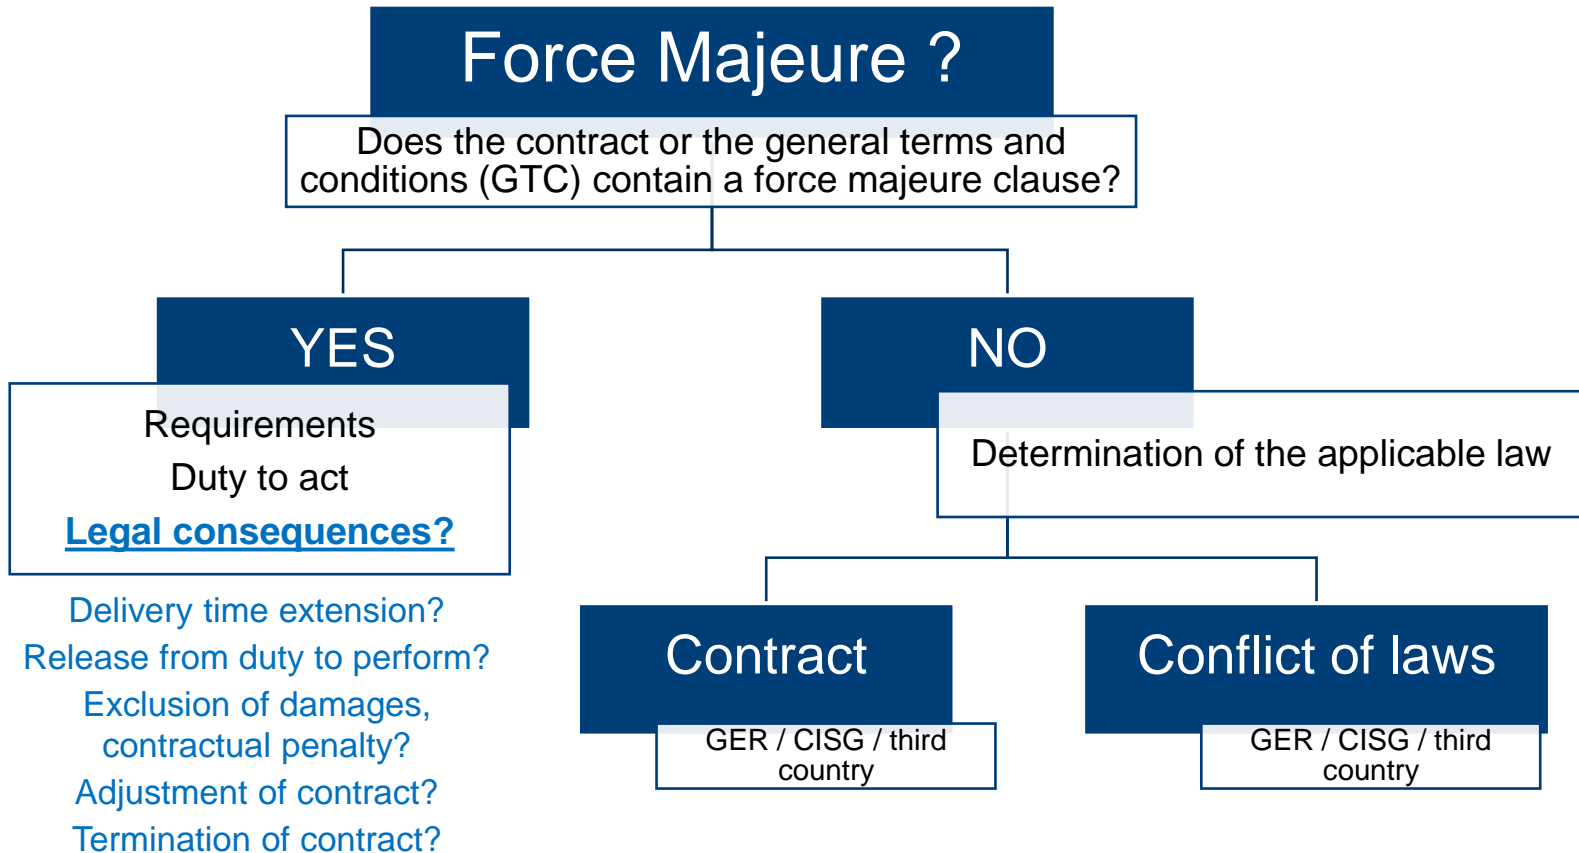 Force Majeure ?
Does the contract or the general terms and
conditions (GTC) contain a force majeure clause?
YES
Requirements
Duty to act
Legal consequences?
Delivery time extension?
Release from duty to perform?
Exclusion of damages,
contractual penalty?
Adjustment of contract?
Termination of contract?
NO
Determination of the applicable law
Contract
GER / CISG / third
country
Conflict of laws
GER / CISG / third
country